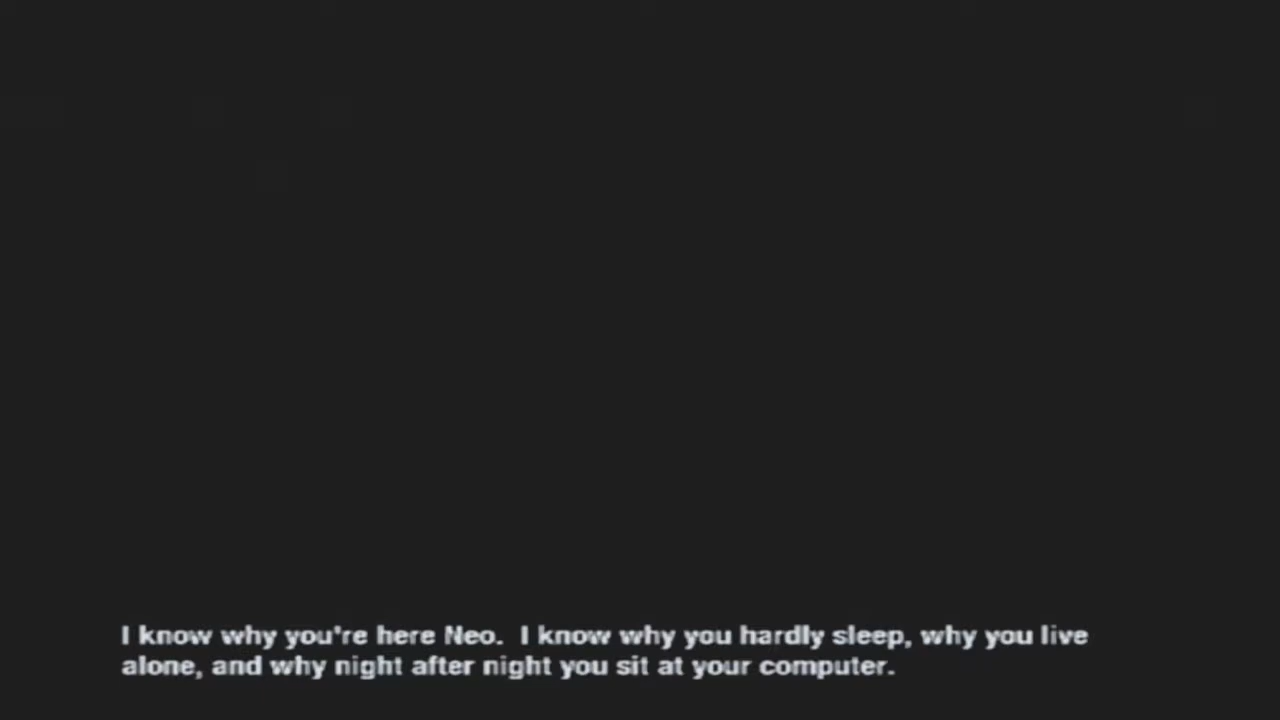 I know why you're here Neo.  I know why you hardly sleep, why you live
alone, and why night after night you sit at your computer.